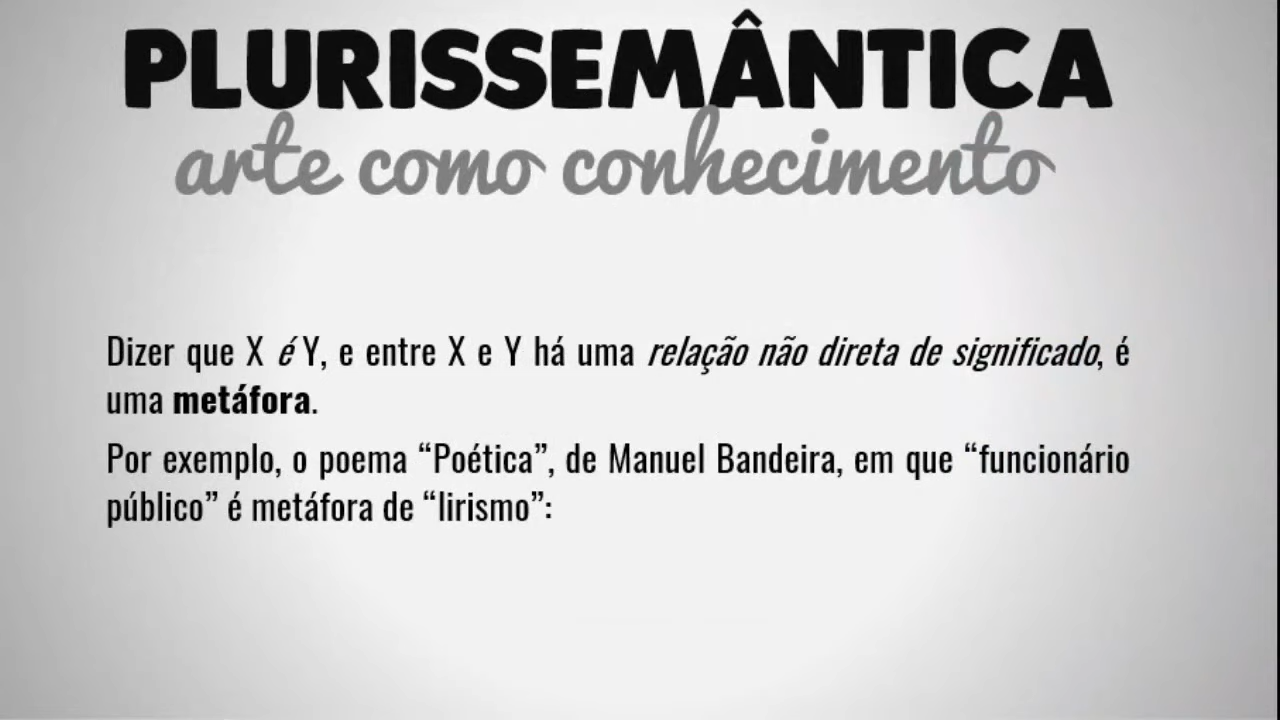 PLURISSEMÂNTICA
arte como conhecimento
Dizer que X é Y, e entre X e Y há uma relação não direta de significado, é
uma metáfora.
Por exemplo, o poema “Poética”, de Manuel Bandeira, em que “funcionário
público” é metáfora de “lirismo”: